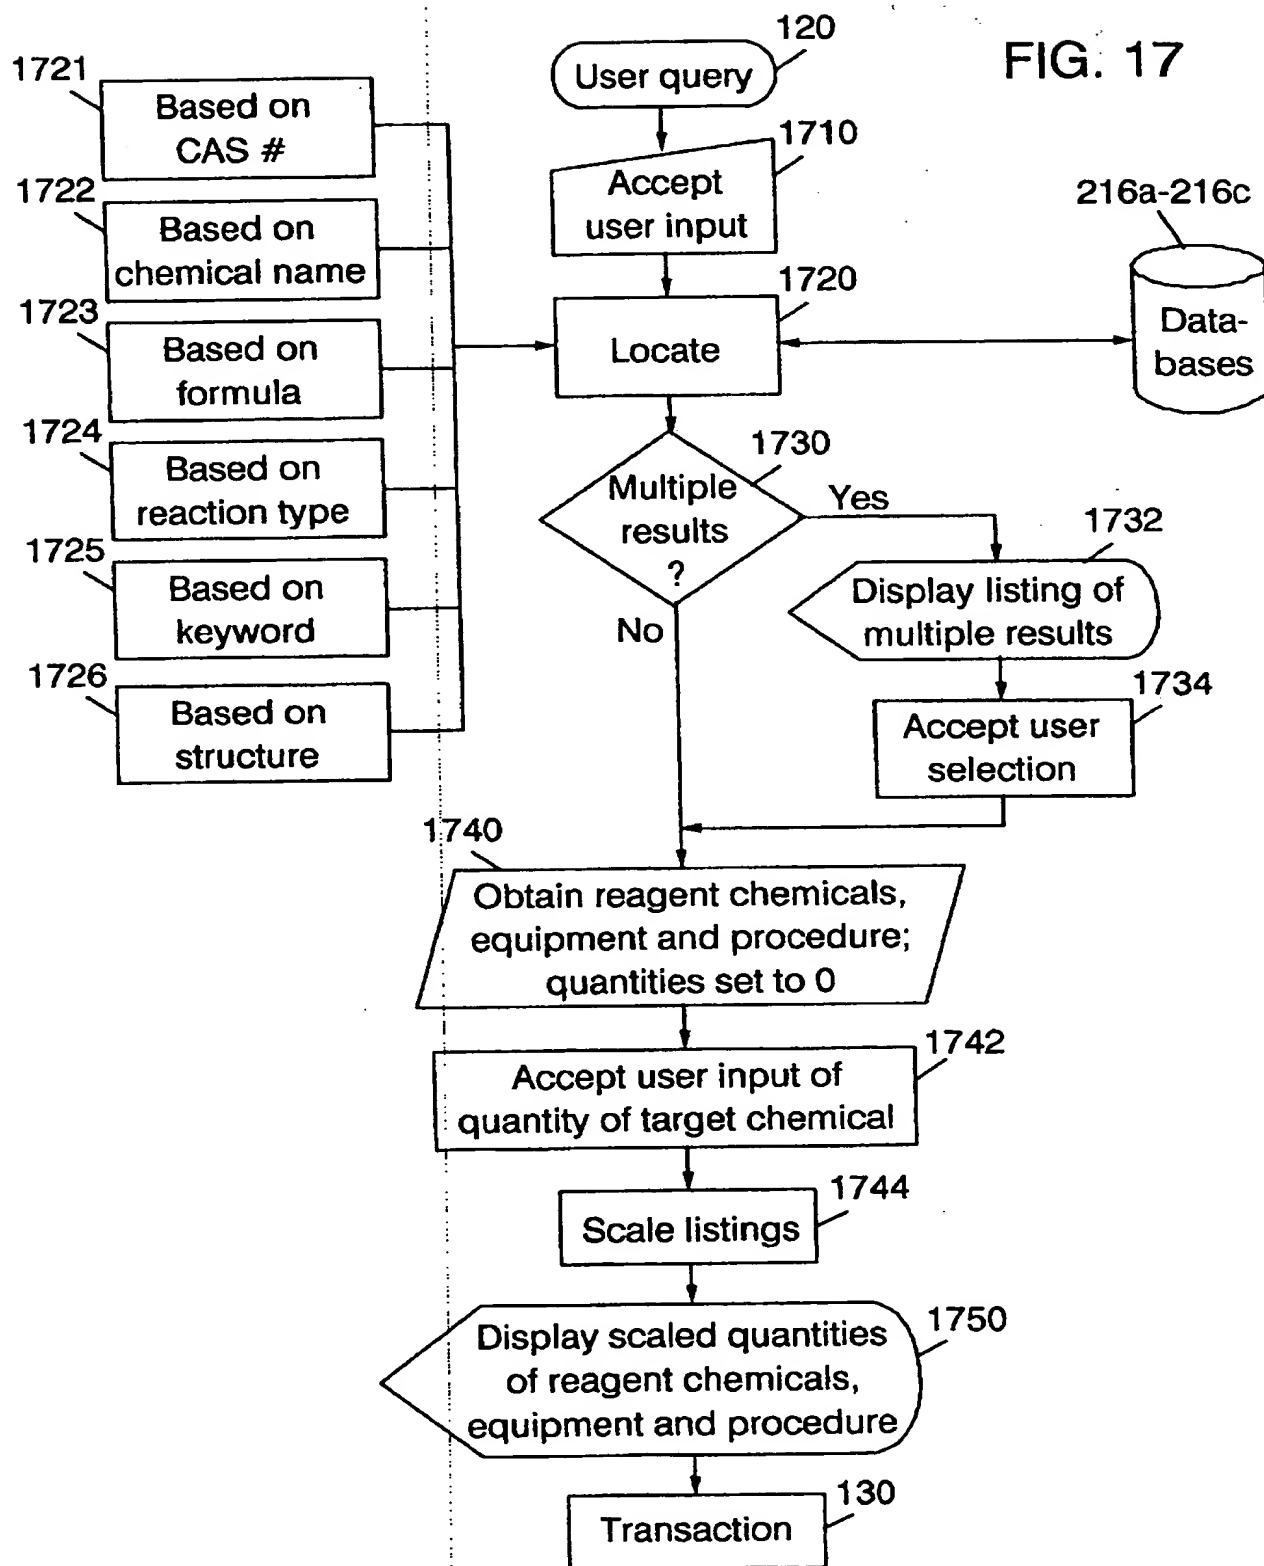 FIG. 17
120
User query
1710
Accept
user input
1721
Based on
CAS #
1722
Based on
chemical name
1723
Based on
formula
1724
Based on
reaction type
1725
Based on
keyword
1726
Based on
structure
1720
Locate
216a-216c
Data-
bases
1730
Multiple
results
?
Yes
No
1732
Display listing of
multiple results
1734
Accept user
selection
1740
Obtain reagent chemicals,
equipment and procedure;
quantities set to 0
1742
Accept user input of
quantity of target chemical
1744
Scale listings
1750
Display scaled quantities
of reagent chemicals,
equipment and procedure
130
Transaction